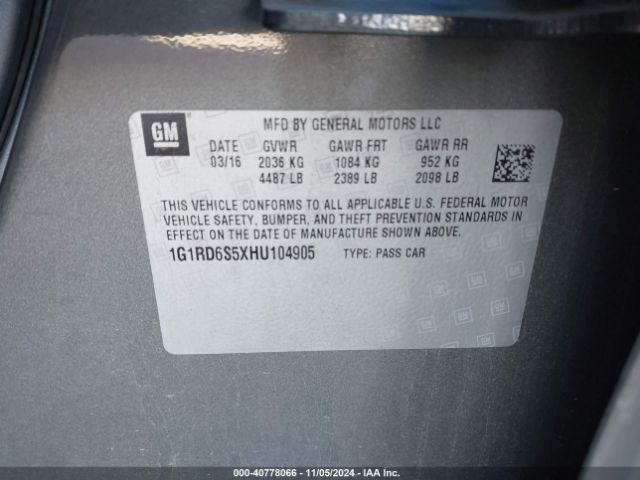 GM
MFD BY GENERAL MOTORS LLC
DATE GVWR GAWR FRT GAWR RR
03/16 2036 KG 1084 KG 952 KG
4487 LB 2389 LB 2098 LB
THIS VEHICLE CONFORMS TO ALL APPLICABLE U.S. FEDERAL MOTOR
VEHICLE SAFETY, BUMPER, AND THEFT PREVENTION STANDARDS IN
EFFECT ON THE DATE OF MANUFACTURE SHOWN ABOVE.
1G1RD6S5XHU104905 TYPE: PASS CAR
000-40778066 - 11/05/2024 - IAA Inc.